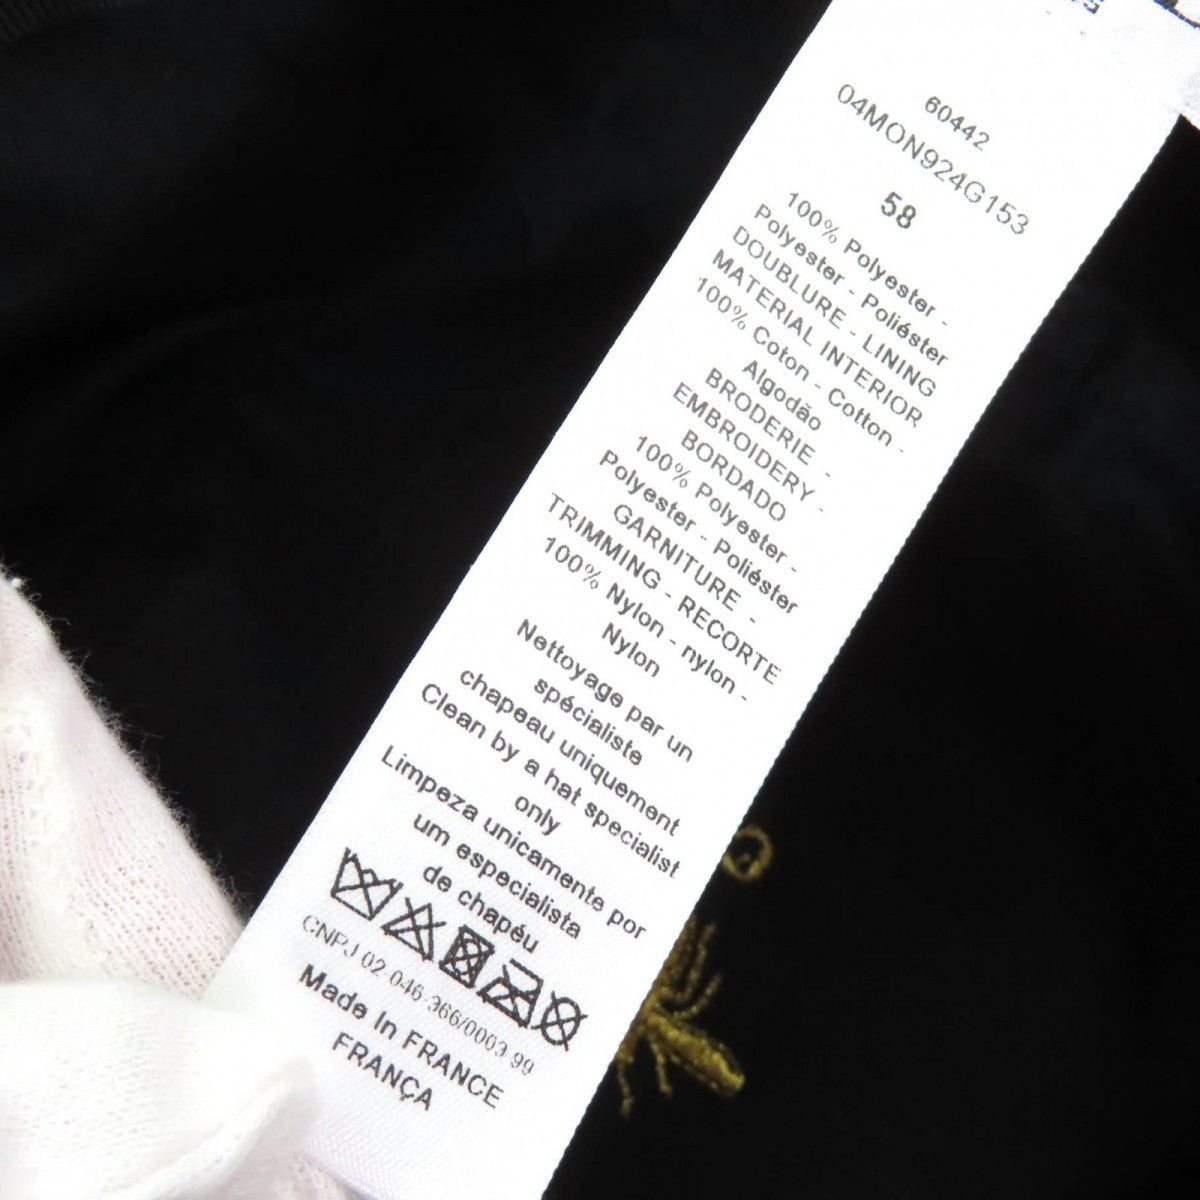 60442
04MON924G153
58
100% Polyester -
Polyester - Poliéster
DOUBLURE - LINING
MATERIAL INTERIOR
100% Coton - Cotton -
Algodão
BRODERIE -
EMBROIDERY -
BORDADO
100% Polyester -
Polyester - Poliéster
GARNITURE -
TRIMMING - RECORTE
100% Nylon - nylon -
Nylon
Nettoyage par un
spécialiste
chapeau uniquement
Clean by a hat specialist
only
Limpeza unicamente por
um especialista
de chapéu
CNPJ 02-046-366/0003-99
Made In FRANCE
FRANÇA